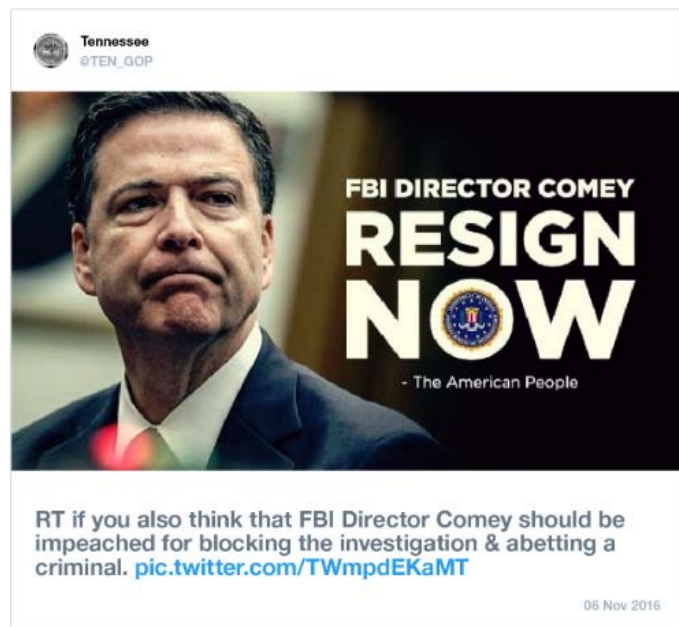 Tennessee
@TEN_GOP
FBI DIRECTOR COMEY
RESIGN
NOW
- The American People
RT if you also think that FBI Director Comey should be
impeached for blocking the investigation & abetting a
criminal. pic.twitter.com/TWmpdEKaMT
06 Nov 2016